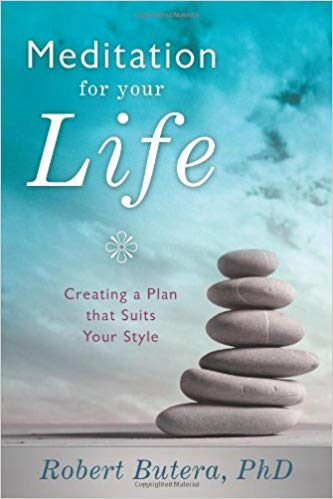 Meditation
for your
Life
Creating a Plan
that Suits
Your Style
Robert Butera, PhD